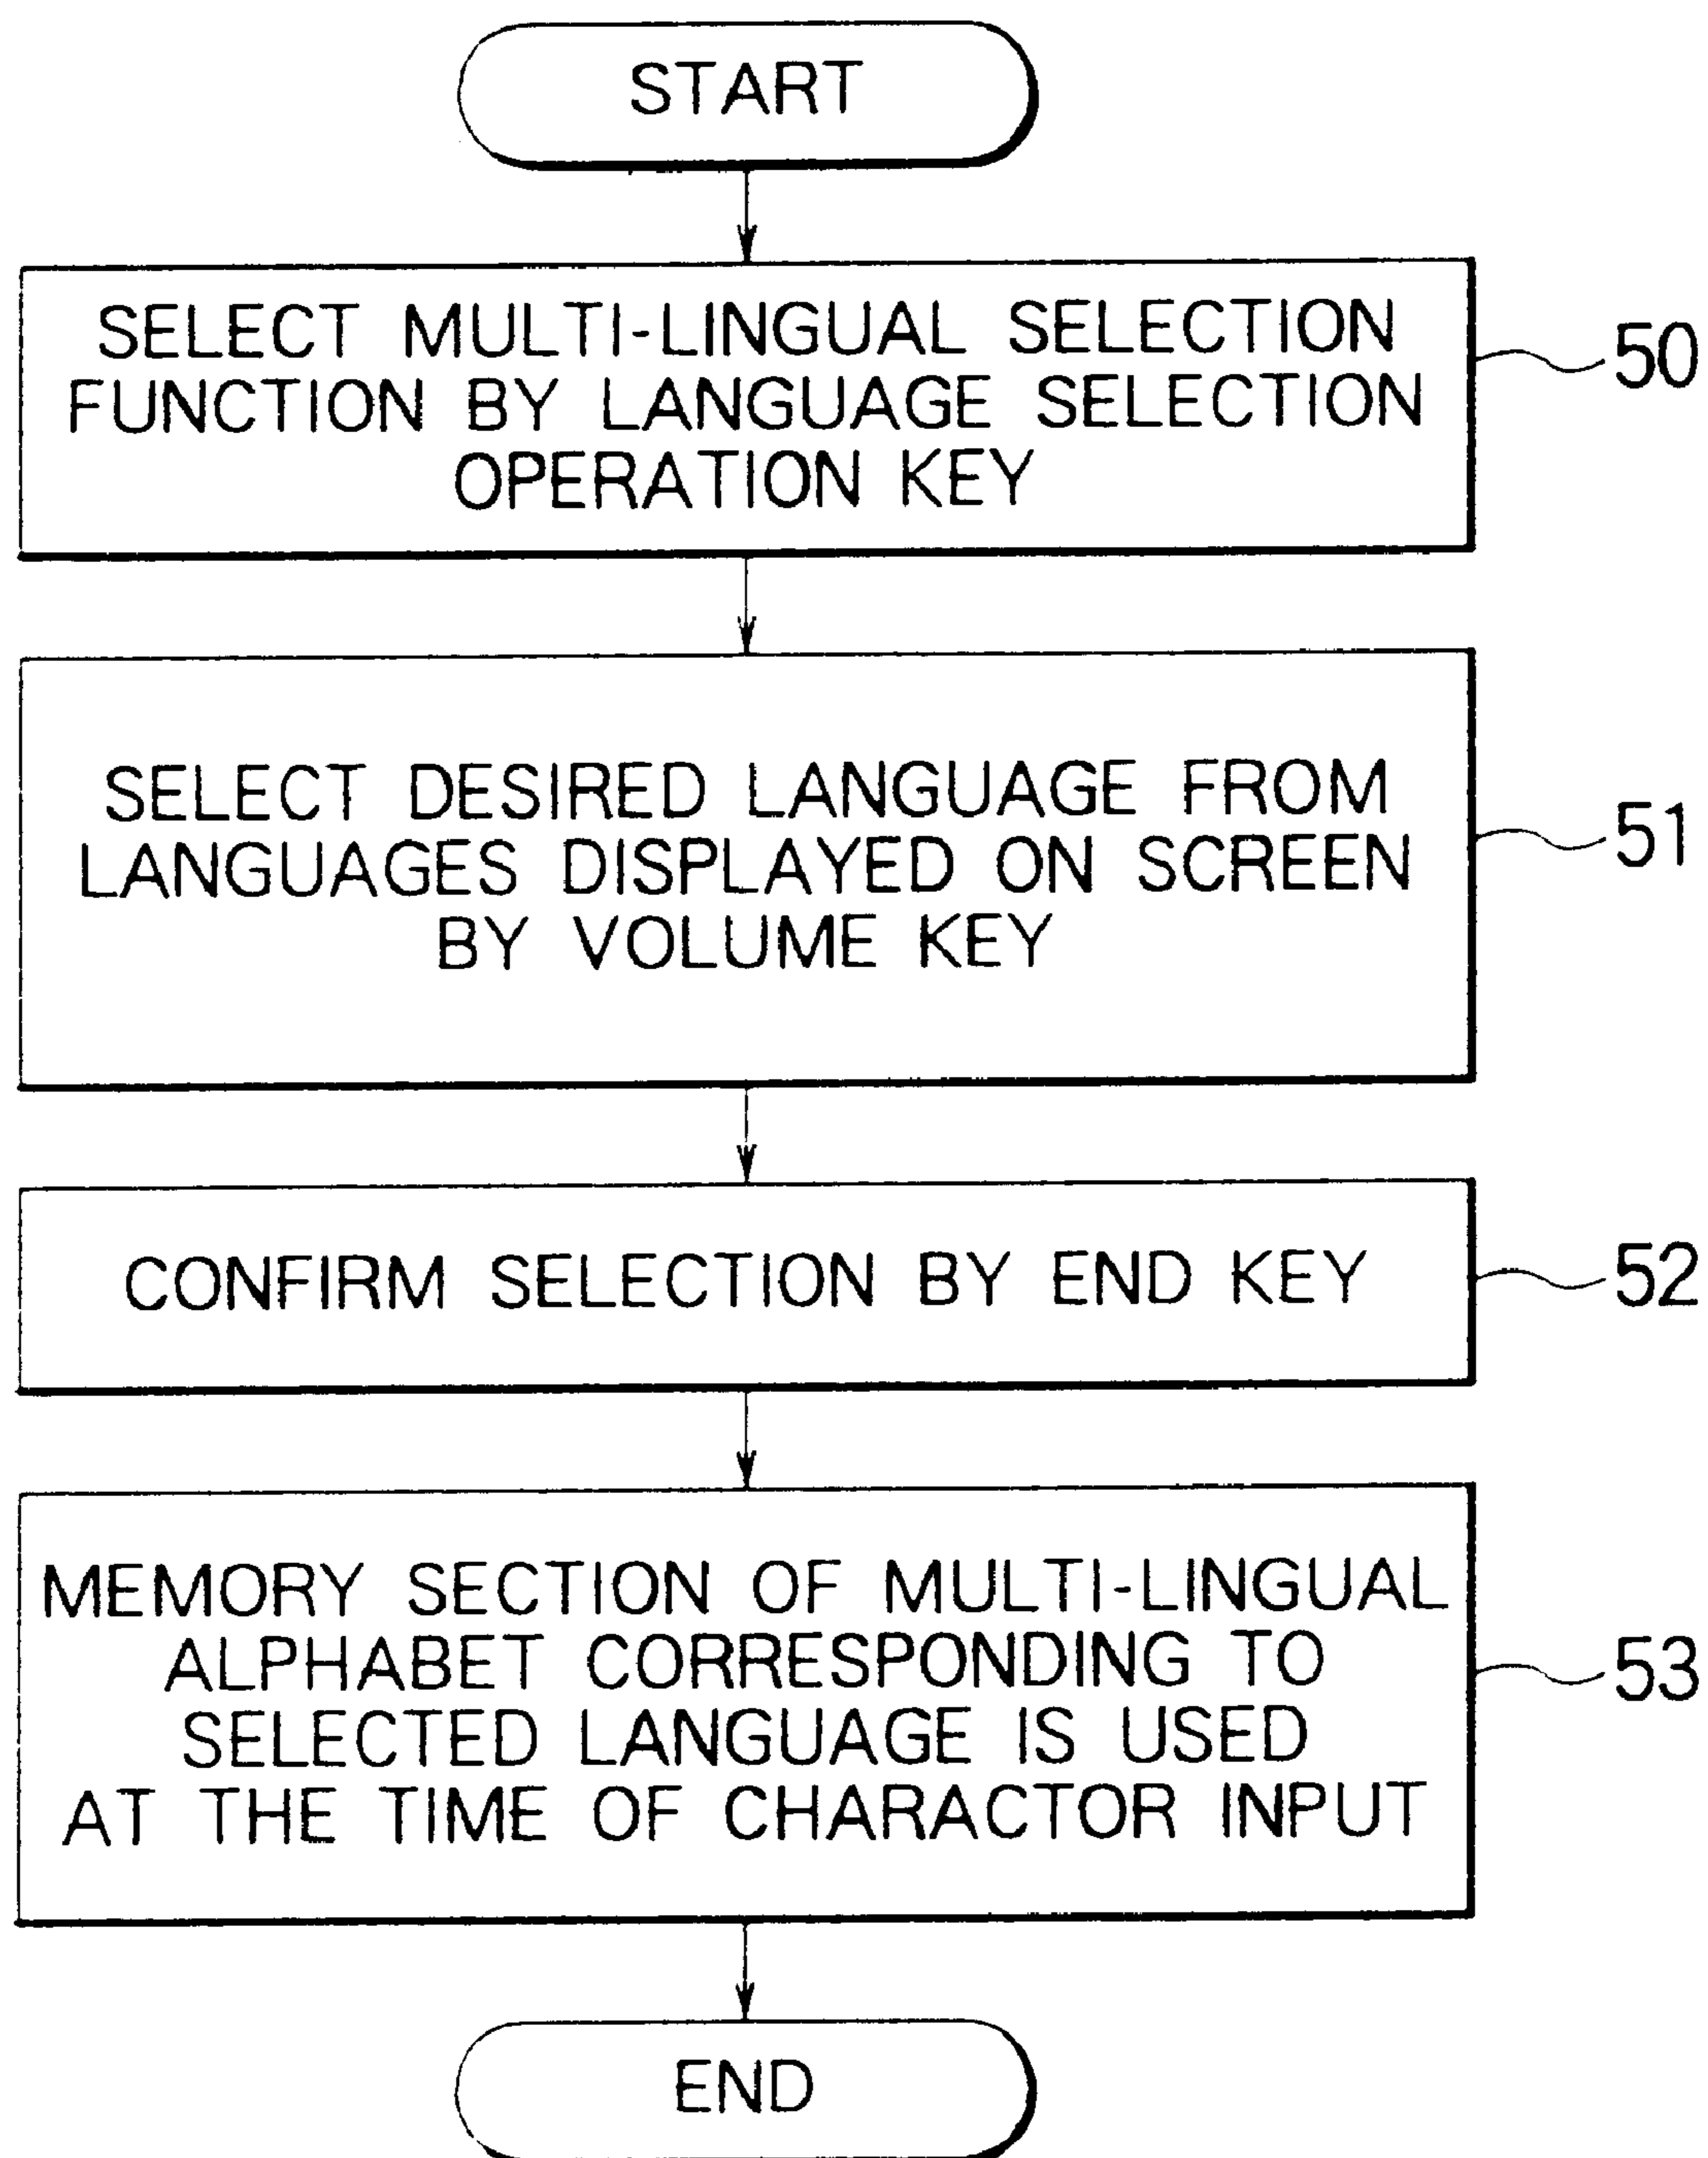 START
SELECT MULTI-LINGUAL SELECTION
FUNCTION BY LANGUAGE SELECTION
OPERATION KEY
50
SELECT DESIRED LANGUAGE FROM
LANGUAGES DISPLAYED ON SCREEN
BY VOLUME KEY
51
CONFIRM SELECTION BY END KEY
52
MEMORY SECTION OF MULTI-LINGUAL
ALPHABET CORRESPONDING TO
SELECTED LANGUAGE IS USED
AT THE TIME OF CHARACTOR INPUT
53
END